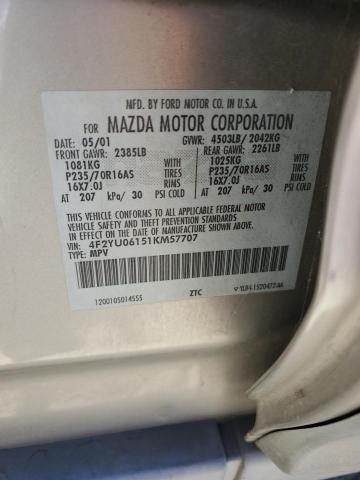 MFD. BY FORD MOTOR CO. IN U.S.A.
FOR MAZDA MOTOR CORPORATION
DATE: 05/01 GVWR: 4503LB/ 2042KG
FRONT GAWR: 2385LB REAR GAWR: 2261LB
1081KG WITH 1025KG WITH
P235/70R16AS TIRES P235/70R16AS TIRES
16X7.0J RIMS 16X7.0J RIMS
AT 207 kPa/ 30 PSI COLD AT 207 kPa/ 30 PSI COLD
THIS VEHICLE CONFORMS TO ALL APPLICABLE FEDERAL MOTOR
VEHICLE SAFETY AND THEFT PREVENTION STANDARDS IN EFFECT
ON THE DATE OF MANUFACTURE SHOWN ABOVE.
VIN: 4F2YU06151KM57707
TYPE: MPV
1200105014555 ZTC